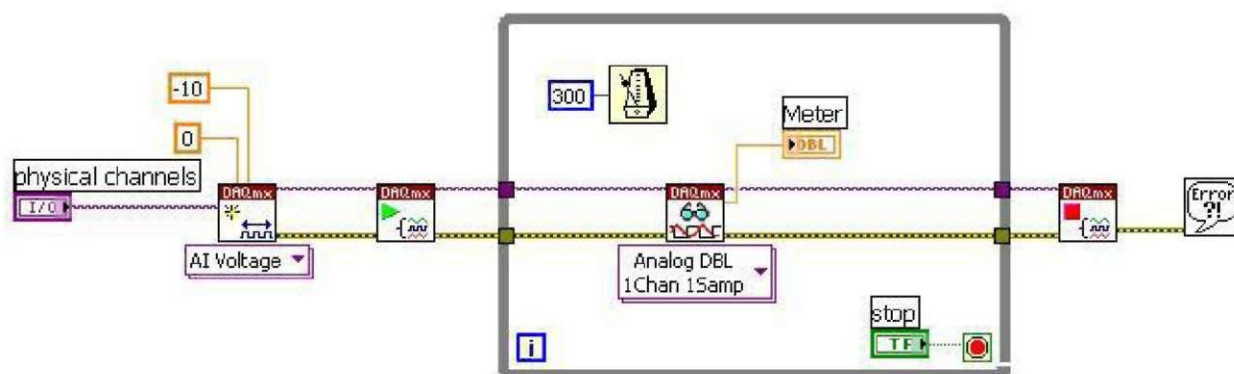 -10
0
physical channels
I/O
DAQmx
AI Voltage
DAQmx
300
Meter
DBL
DAQmx
Analog DBL
1Chan 1Samp
i
stop
TF
DAQmx
Error
?!